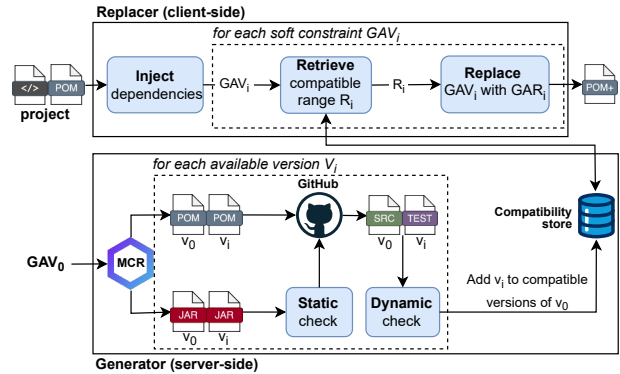 Replacer (client-side)
for each soft constraint GAVi
</>
POM
project
Inject
dependencies
GAVi
Retrieve
compatible
range Ri
Ri
Replace
GAVi with GARi
POM+
for each available version Vi
GitHub
POM
POM
v0
vi
SRC
TEST
v0
vi
Compatibility
store
GAV0
MCR
JAR
JAR
v0
vi
Static
check
Dynamic
check
Add vi to compatible
versions of v0
Generator (server-side)